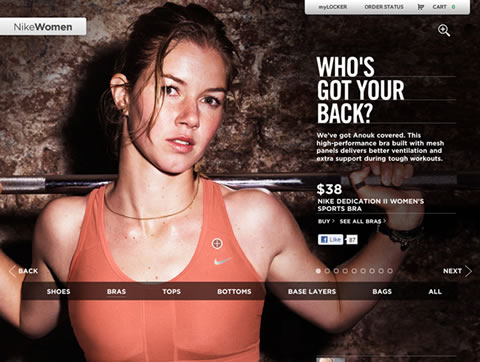 myLOCKER ORDER STATUS CART 0
NikeWomen
WHO'S
GOT YOUR
BACK?
We've got Anouk covered. This
high-performance bra built with mesh
panels delivers better ventilation and
extra support during tough workouts.
$38
NIKE DEDICATION II WOMEN'S
SPORTS BRA
BUY > SEE ALL BRAS >
f Like 87
BACK NEXT
SHOES BRAS TOPS BOTTOMS BASE LAYERS BAGS ALL